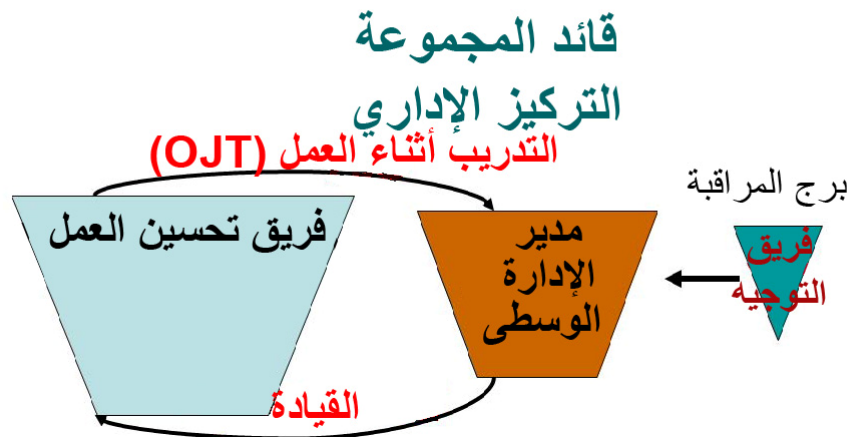 قائد المجموعة
التركيز الإداري
التدريب أثناء العمل (OJT)
برج المراقبة
فريق
التوجيه
مدير
الإدارة
الوسطى
فريق تحسين العمل
القيادة